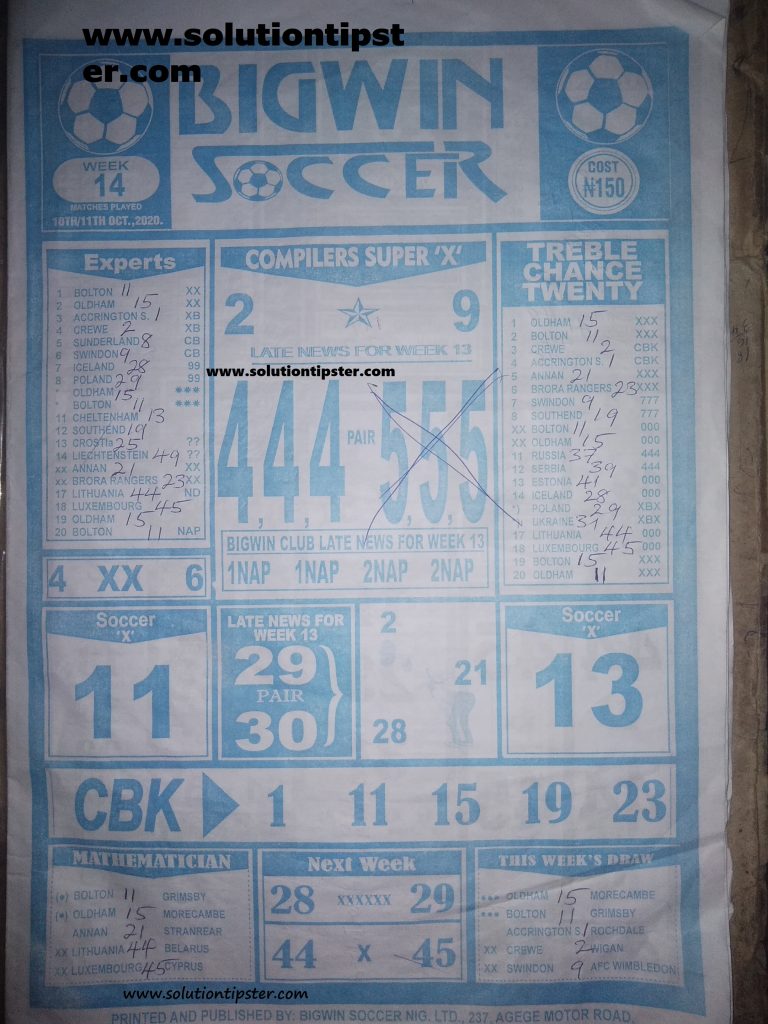 www.solutiontipst
er.com
BIGWIN
SOCCER
WEEK
14
MATCHES PLAYED
10TH/11TH OCT.,2020.
COST
₦150
Experts
1 BOLTON 11 XX
2 OLDHAM 15 XX
3 ACCRINGTON S. 1 XB
4 CREWE 2 XB
5 SUNDERLAND 8 CB
6 SWINDON 9 CB
7 ICELAND 28 99
8 POLAND 29 99
* OLDHAM 15 ***
* BOLTON 11 ***
11 CHELTENHAM 13
12 SOUTHEND 19
13 CROSTIa 25 ??
14 LIECHTENSTEIN 49 ??
xx ANNAN 21 XX
xx BRORA RANGERS 23 XX
17 LITHUANIA 44 ND
18 LUXEMBOURG 45
19 OLDHAM 15
20 BOLTON 11 NAP
4 XX 6
COMPILERS SUPER 'X'
2 9
LATE NEWS FOR WEEK 13
www.solutiontipster.com
4,4,4 PAIR 5,5,5
BIGWIN CLUB LATE NEWS FOR WEEK 13
1NAP 1NAP 2NAP 2NAP
TREBLE
CHANCE
TWENTY
1 OLDHAM 15 XXX
2 BOLTON 11 XXX
3 CREWE 2 CBK
4 ACCRINGTON S. 1 CBK
5 ANNAN 21 XXX
6 BRORA RANGERS 23 XXX
7 SWINDON 9 777
8 SOUTHEND 19 777
XX BOLTON 11 000
XX OLDHAM 15 000
11 RUSSIA 37 444
12 SERBIA 39 444
13 ESTONIA 41 000
14 ICELAND 28 000
POLAND 29 XBX
UKRAINE 31 XBX
17 LITHUANIA 44 000
18 LUXEMBOURG 45 000
19 BOLTON 15 XXX
20 OLDHAM 11 XXX
Soccer
'X'
11
LATE NEWS FOR
WEEK 13
29
PAIR
30
2
21
28
Soccer
'X'
13
CBK 1 11 15 19 23
MATHEMATICIAN
(•) BOLTON 11 GRIMSBY
(•) OLDHAM 15 MORECAMBE
ANNAN 21 STRANREAR
XX LITHUANIA 44 BELARUS
XX LUXEMBOURG 45 CYPRUS
Next Week
28 XXXXXX 29
44 X 45
THIS WEEK'S DRAW
••• OLDHAM 15 MORECAMBE
••• BOLTON 11 GRIMSBY
ACCRINGTON S 1 ROCHDALE
XX CREWE 2 WIGAN
XX SWINDON 9 AFC WIMBLEDON
www.solutiontipster.com
PRINTED AND PUBLISHED BY: BIGWIN SOCCER NIG. LTD., 237, AGEGE MOTOR ROAD,